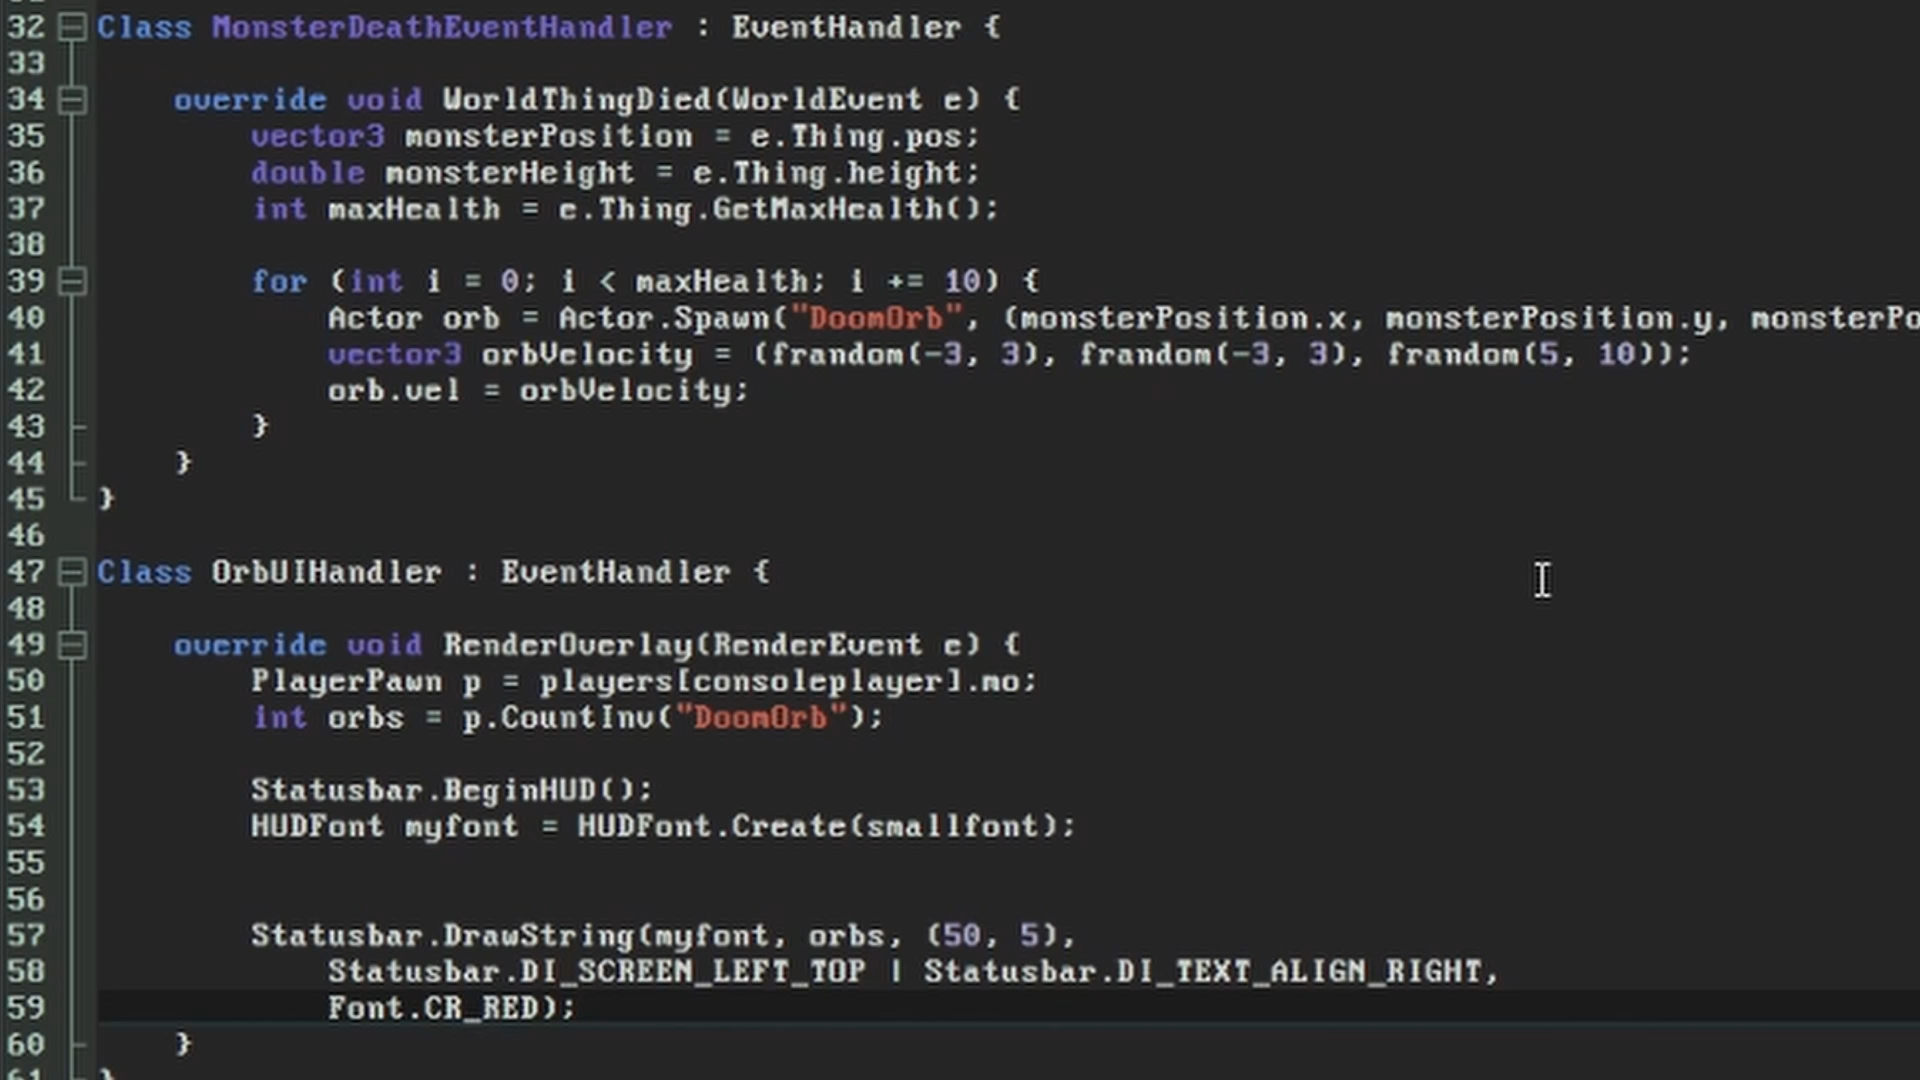 32 Class MonsterDeathEventHandler : EventHandler {
33
34 override void WorldThingDied(WorldEvent e) {
35 vector3 monsterPosition = e.Thing.pos;
36 double monsterHeight = e.Thing.height;
37 int maxHealth = e.Thing.GetMaxHealth();
38
39 for (int i = 0; i < maxHealth; i += 10) {
40 Actor orb = Actor.Spawn("DoomOrb", (monsterPosition.x, monsterPosition.y, monsterPo
41 vector3 orbVelocity = (frandom(-3, 3), frandom(-3, 3), frandom(5, 10));
42 orb.vel = orbVelocity;
43 }
44 }
45 }
46
47 Class OrbUIHandler : EventHandler {
48
49 override void RenderOverlay(RenderEvent e) {
50 PlayerPawn p = players[consoleplayer].mo;
51 int orbs = p.CountInv("DoomOrb");
52
53 Statusbar.BeginHUD();
54 HUDFont myfont = HUDFont.Create(smallfont);
55
56
57 Statusbar.DrawString(myfont, orbs, (50, 5),
58 Statusbar.DI_SCREEN_LEFT_TOP | Statusbar.DI_TEXT_ALIGN_RIGHT,
59 Font.CR_RED);
60 }
61 }